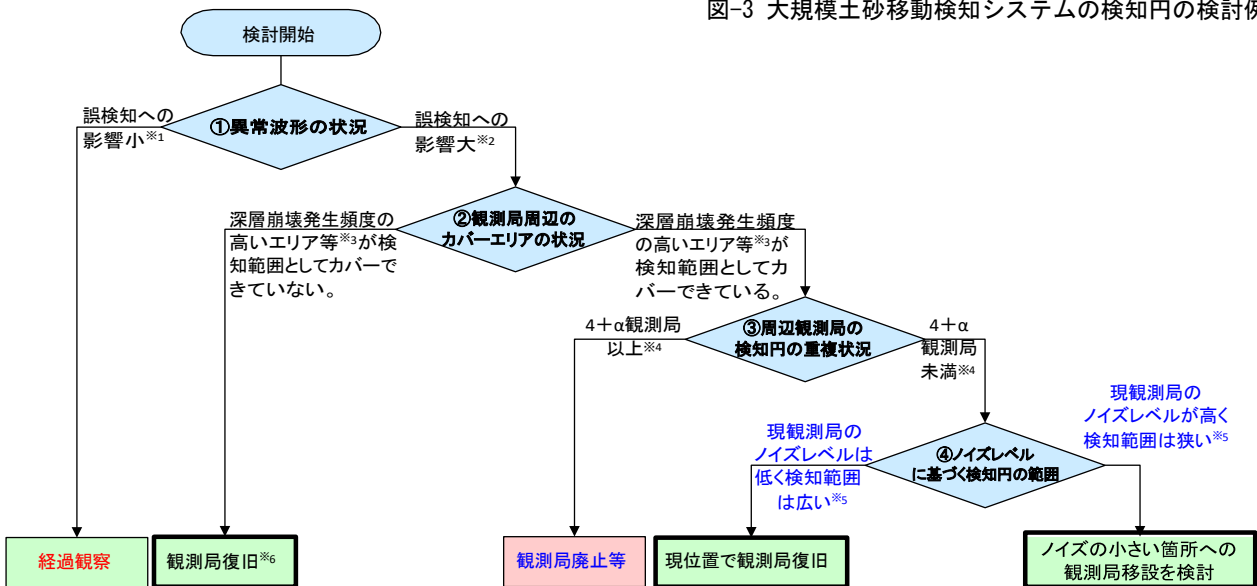 図-3 大規模土砂移動検知システムの検知円の検討例
検討開始
①異常波形の状況
誤検知への
影響小※1
誤検知への
影響大※2
②観測局周辺の
カバーエリアの状況
深層崩壊発生頻度の
高いエリア等※3が検
知範囲としてカバーで
きていない。
深層崩壊発生頻度
の高いエリア等※3が
検知範囲としてカ
バーできている。
③周辺観測局の
検知円の重複状況
4+α観測局
以上※4
4+α
観測局
未満※4
④ノイズレベル
に基づく検知円の範囲
現観測局の
ノイズレベルは
低く検知範囲
は広い※5
現観測局の
ノイズレベルが高く
検知範囲は狭い※5
経過観察
観測局復旧※6
観測局廃止等
現位置で観測局復旧
ノイズの小さい箇所への
観測局移設を検討